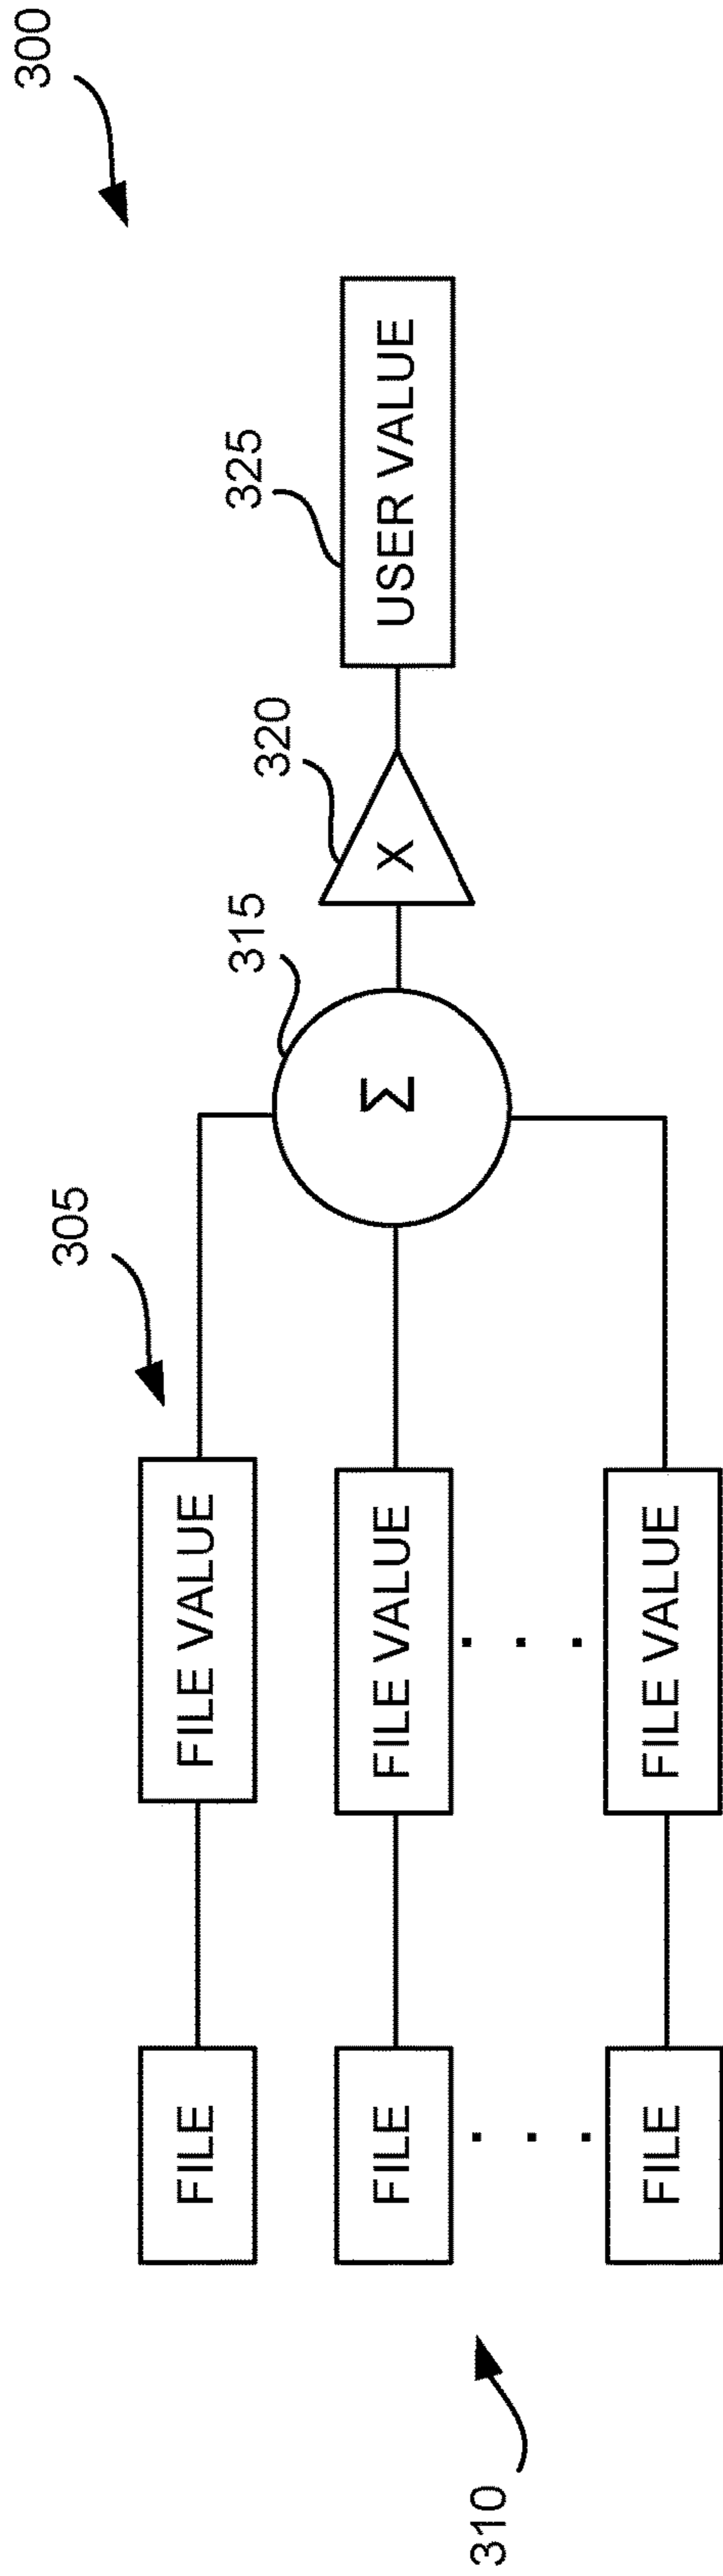 300
305
315
320
325
FILE
FILE VALUE
Σ
X
USER VALUE
FILE
FILE VALUE
. . .
. . .
FILE
FILE VALUE
310